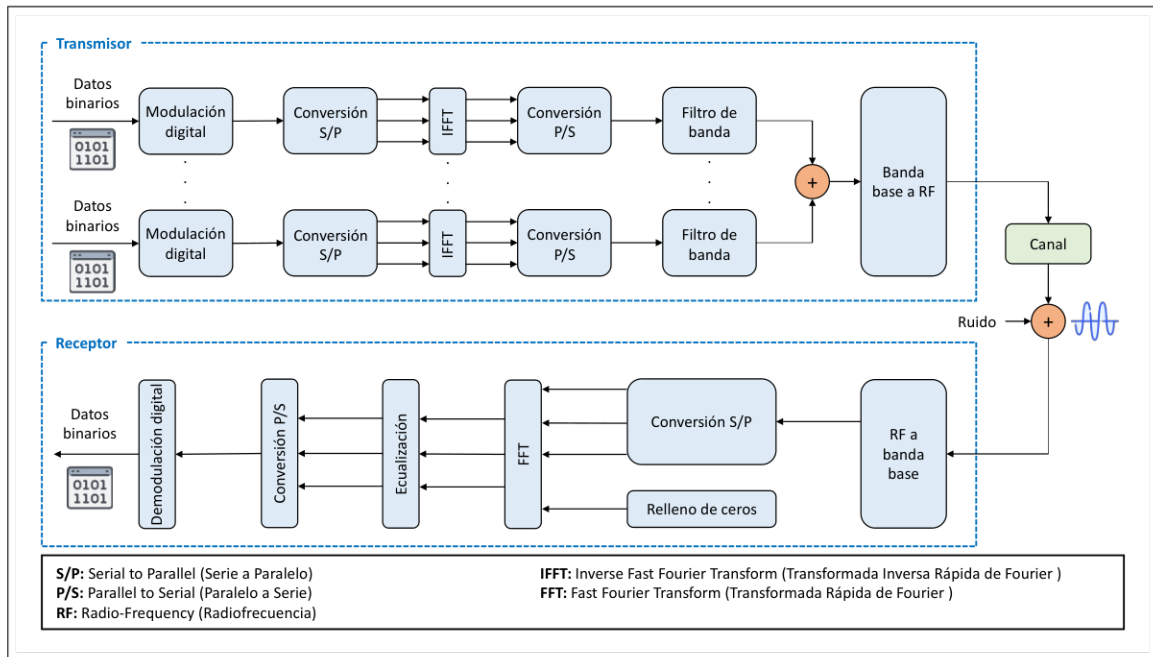 Transmisor
Datos
binarios
0101
1101
Modulación
digital
Conversión
S/P
IFFT
Conversión
P/S
Filtro de
banda
+
Banda
base a RF
Datos
binarios
0101
1101
Modulación
digital
Conversión
S/P
IFFT
Conversión
P/S
Filtro de
banda
Canal
Ruido
+
Receptor
Datos
binarios
0101
1101
Demodulación digital
Conversión P/S
Ecualización
FFT
Conversión S/P
Relleno de ceros
RF a
banda
base
S/P: Serial to Parallel (Serie a Paralelo)
P/S: Parallel to Serial (Paralelo a Serie)
RF: Radio-Frequency (Radiofrecuencia)
IFFT: Inverse Fast Fourier Transform (Transformada Inversa Rápida de Fourier )
FFT: Fast Fourier Transform (Transformada Rápida de Fourier )